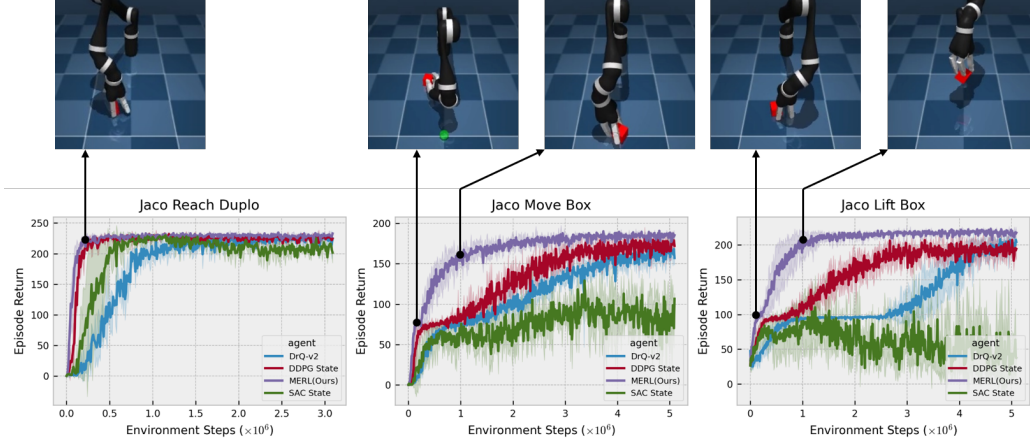 Jaco Reach Duplo
Episode Return
250
200
150
100
50
0
0.0
0.5
1.0
1.5
2.0
2.5
3.0
Environment Steps (×10⁶)
agent
DrQ-v2
DDPG State
MERL(Ours)
SAC State
Jaco Move Box
Episode Return
200
175
150
125
100
75
50
25
0
0
1
2
3
4
5
Environment Steps (×10⁶)
agent
DrQ-v2
DDPG State
MERL(Ours)
SAC State
Jaco Lift Box
Episode Return
200
150
100
50
0
0
1
2
3
4
5
Environment Steps (×10⁶)
agent
DrQ-v2
DDPG State
MERL(Ours)
SAC State